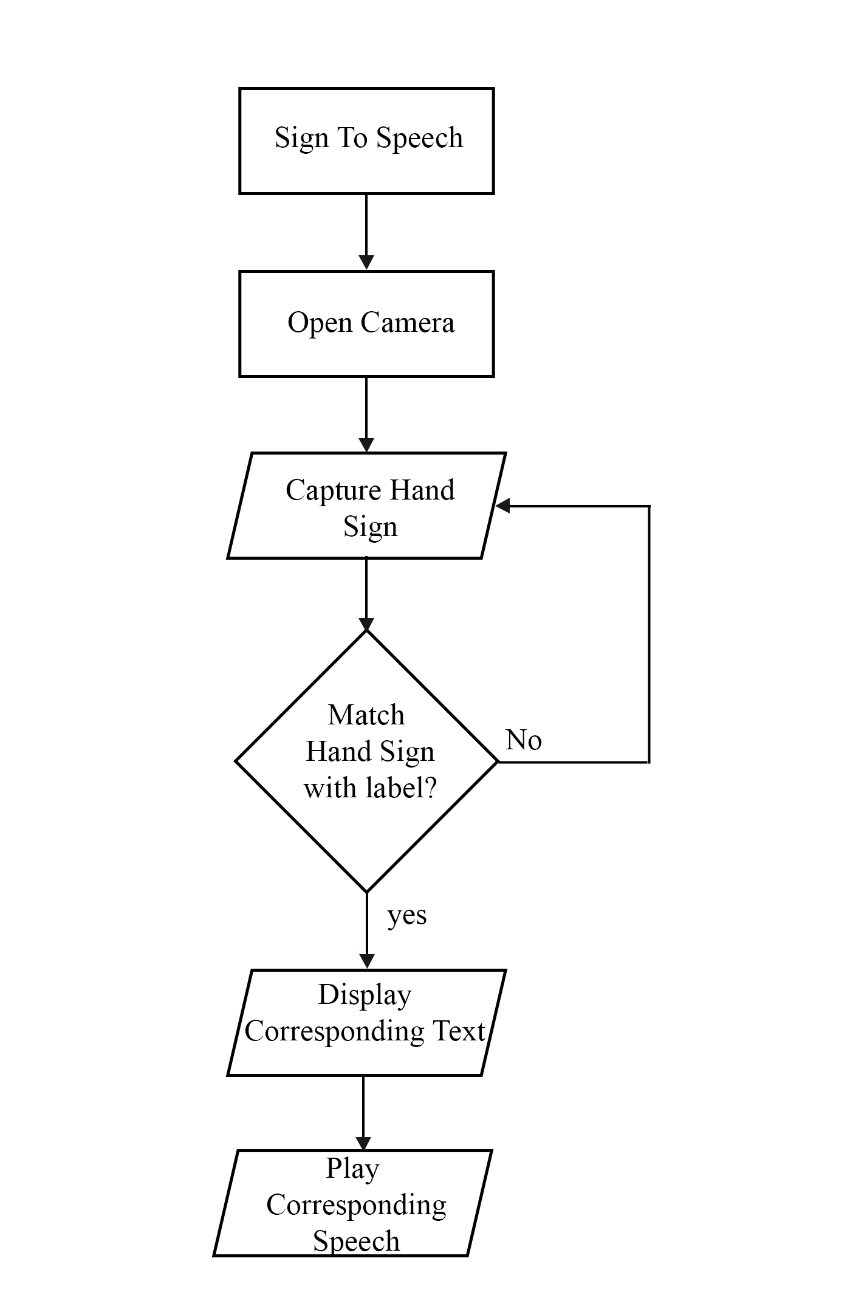 Sign To Speech
Open Camera
Capture Hand
Sign
Match
Hand Sign
with label?
No
yes
Display
Corresponding Text
Play
Corresponding
Speech